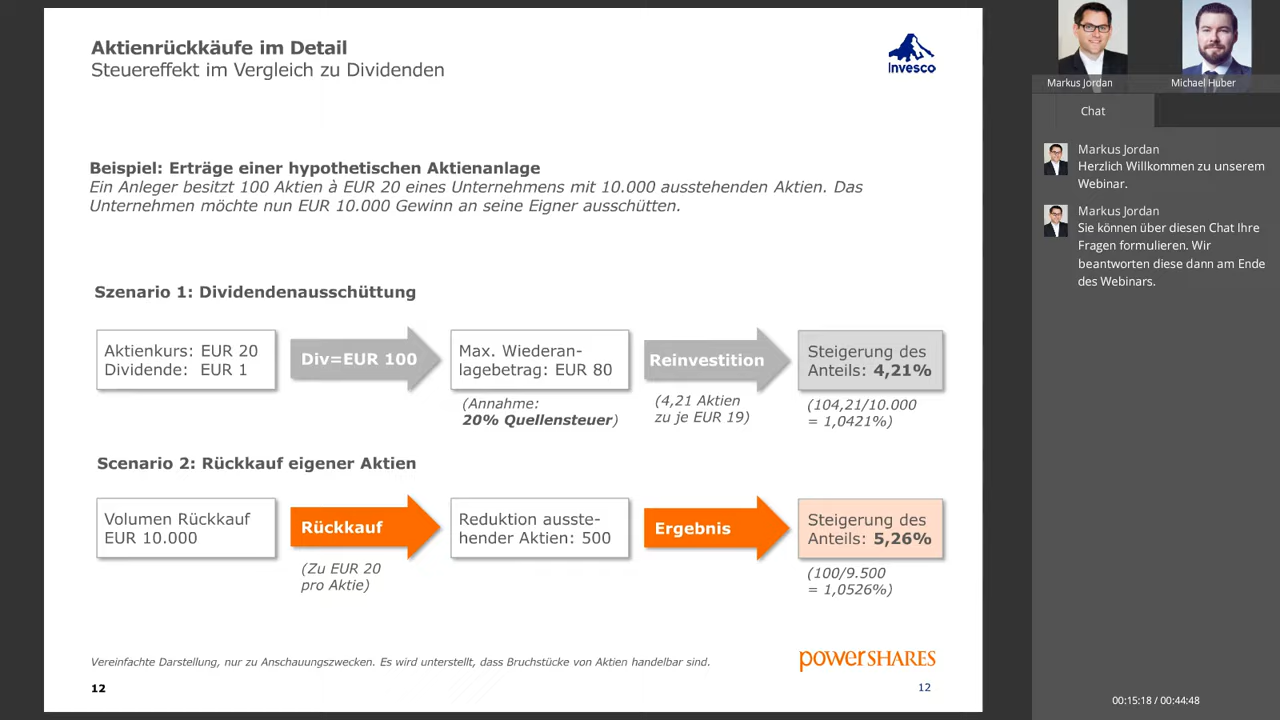 Aktienrückkäufe im Detail
Steuereffekt im Vergleich zu Dividenden
Invesco
Beispiel: Erträge einer hypothetischen Aktienanlage
Ein Anleger besitzt 100 Aktien à EUR 20 eines Unternehmens mit 10.000 ausstehenden Aktien. Das
Unternehmen möchte nun EUR 10.000 Gewinn an seine Eigner ausschütten.
Szenario 1: Dividendenausschüttung
Aktienkurs: EUR 20
Dividende: EUR 1
Div=EUR 100
Max. Wiederan-
lagebetrag: EUR 80
(Annahme:
20% Quellensteuer)
Reinvestition
(4,21 Aktien
zu je EUR 19)
Steigerung des
Anteils: 4,21%
(104,21/10.000
= 1,0421%)
Scenario 2: Rückkauf eigener Aktien
Volumen Rückkauf
EUR 10.000
Rückkauf
(Zu EUR 20
pro Aktie)
Reduktion ausste-
hender Aktien: 500
Ergebnis
Steigerung des
Anteils: 5,26%
(100/9.500
= 1,0526%)
Vereinfachte Darstellung, nur zu Anschauungszwecken. Es wird unterstellt, dass Bruchstücke von Aktien handelbar sind.
powerSHARES
12
12
Markus Jordan
Michael Huber
Chat
Markus Jordan
Herzlich Willkommen zu unserem
Webinar.
Markus Jordan
Sie können über diesen Chat Ihre
Fragen formulieren. Wir
beantworten diese dann am Ende
des Webinars.
00:15:18 / 00:44:48